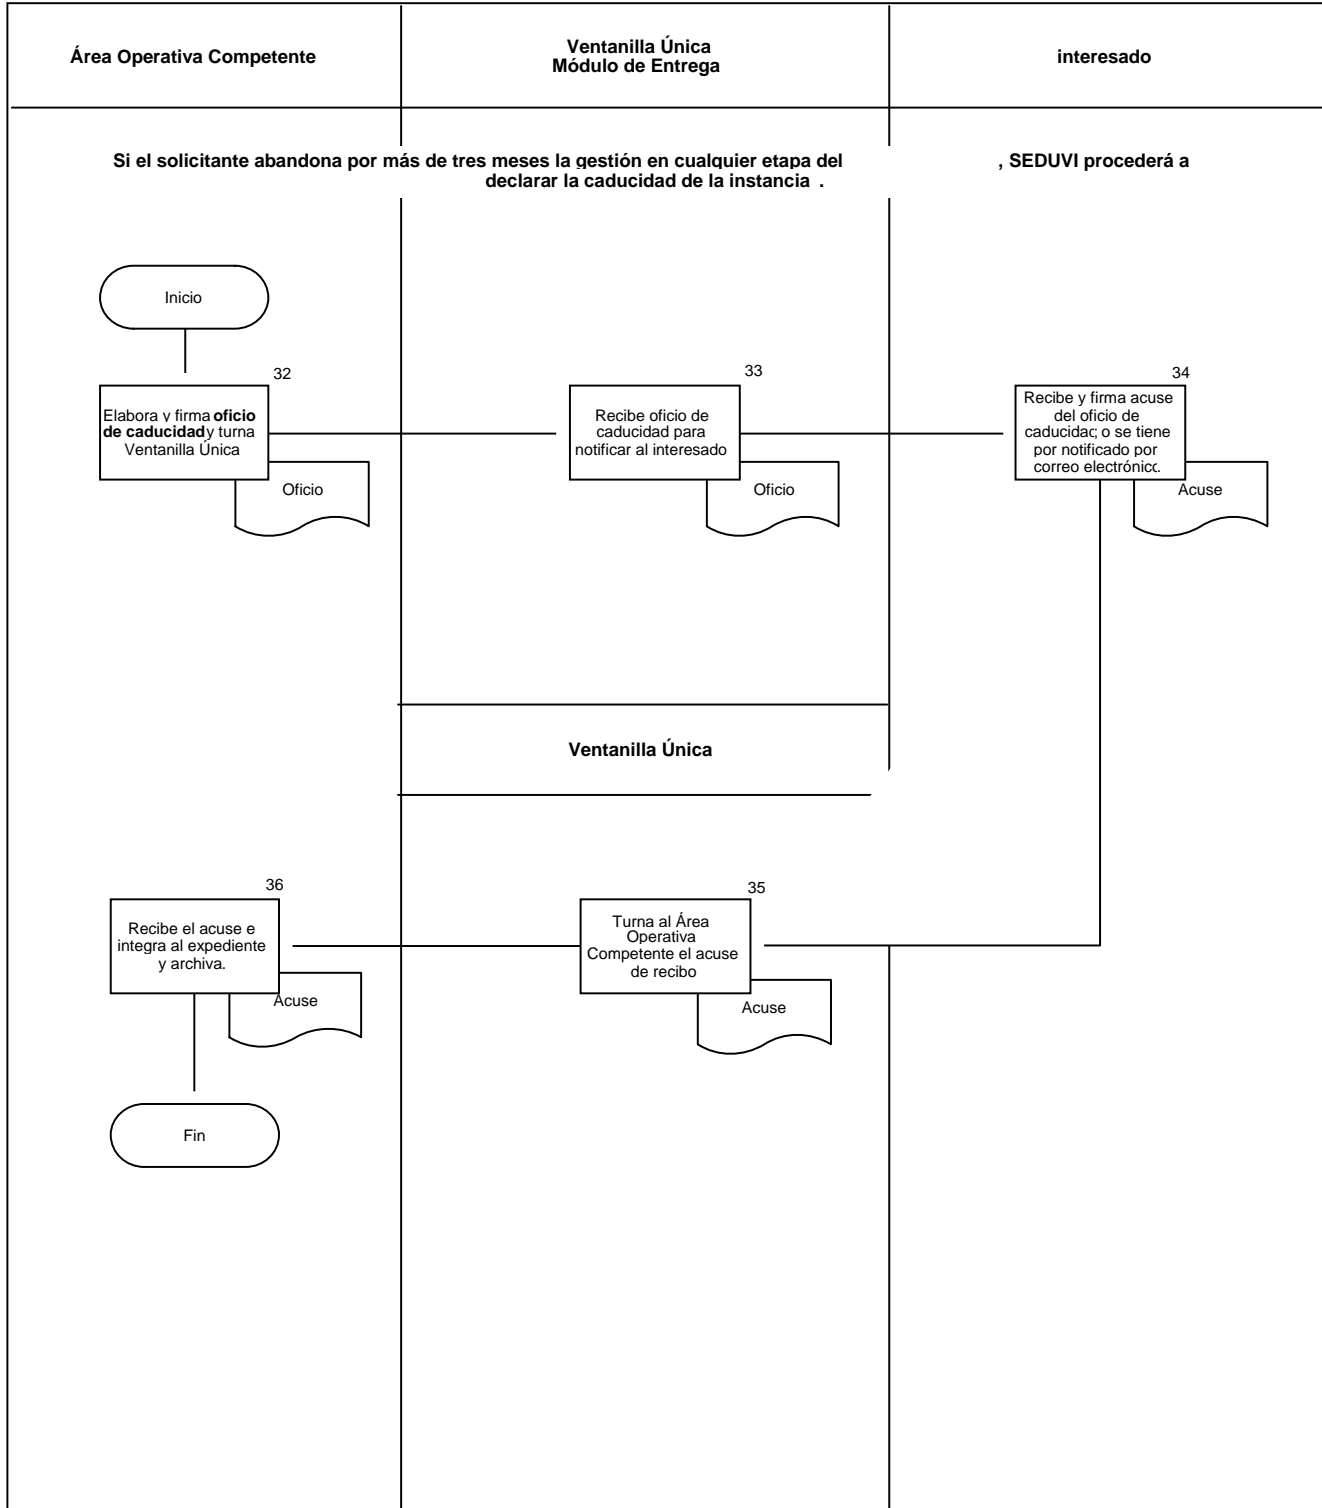 Área Operativa Competente
Ventanilla Única
Módulo de Entrega
interesado
Si el solicitante abandona por más de tres meses la gestión en cualquier etapa del , SEDUVI procederá a
declarar la caducidad de la instancia .
Inicio
32
Elabora y firma oficio
de caducidad y turna
Ventanilla Única
Oficio
33
Recibe oficio de
caducidad para
notificar al interesado
Oficio
34
Recibe y firma acuse
del oficio de
caducidac; o se tiene
por notificado por
correo electrónico.
Acuse
Ventanilla Única
35
Turna al Área
Operativa
Competente el acuse
de recibo
Acuse
36
Recibe el acuse e
integra al expediente
y archiva.
Acuse
Fin